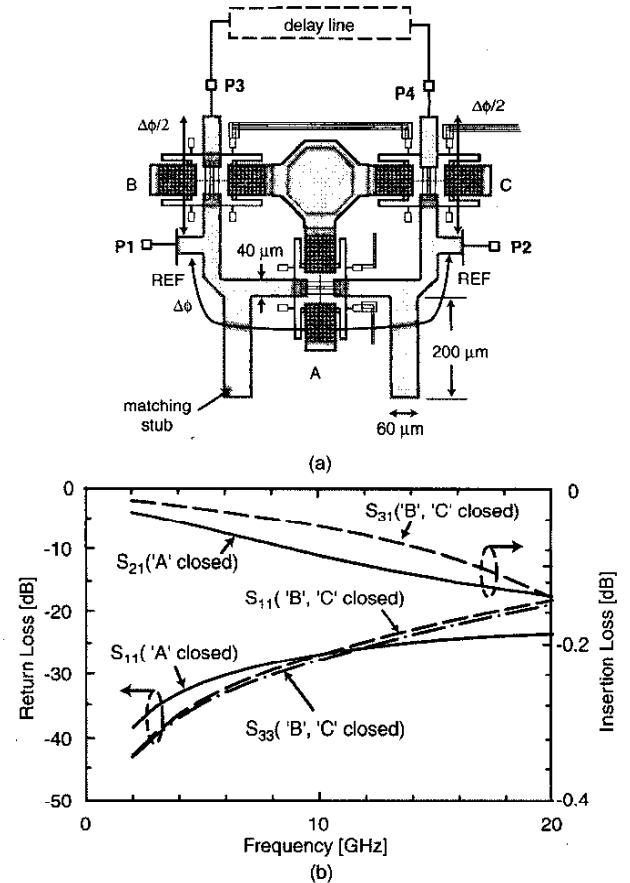 delay line
P3
P4
Δϕ/2
Δϕ/2
B
C
P1
40 μm
P2
REF
REF
Δϕ
200 μm
A
matching
stub
60 μm
(a)
0
0
S31('B', 'C' closed)
-10
S21('A' closed)
Return Loss [dB]
-20
S11('B', 'C' closed)
-0.2
Insertion Loss [dB]
S11('A' closed)
-30
S33('B', 'C' closed)
-40
-50
-0.4
0
10
20
Frequency [GHz]
(b)